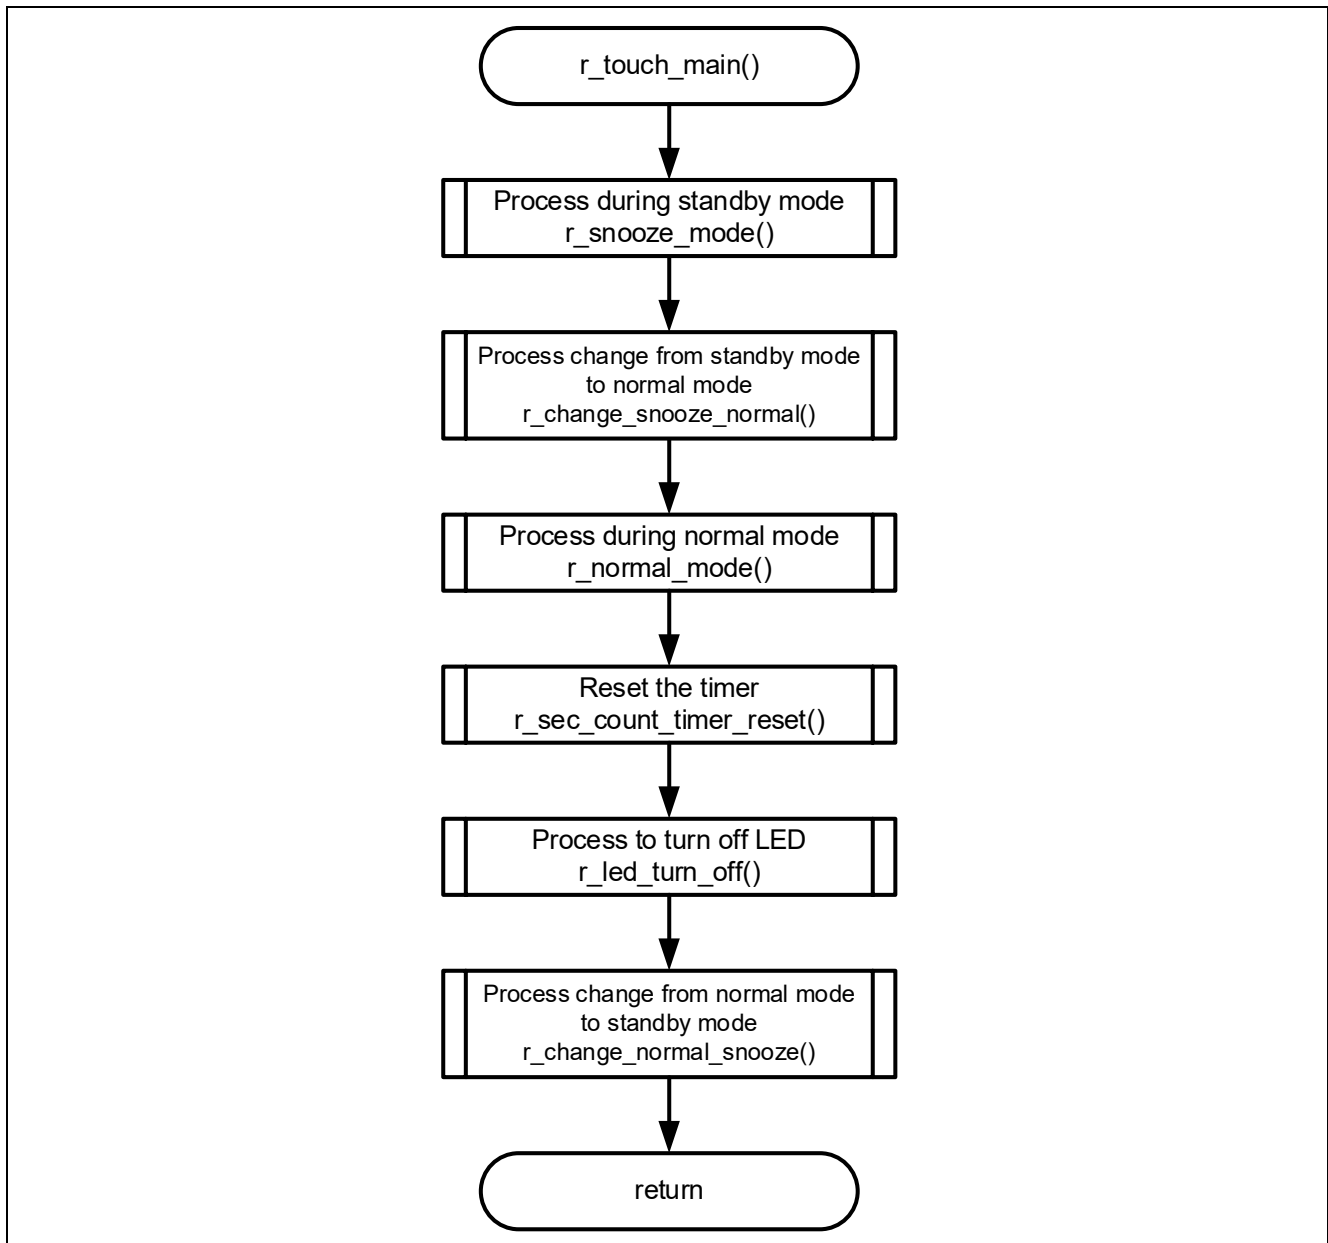 r_touch_main()
Process during standby mode
r_snooze_mode()
Process change from standby mode
to normal mode
r_change_snooze_normal()
Process during normal mode
r_normal_mode()
Reset the timer
r_sec_count_timer_reset()
Process to turn off LED
r_led_turn_off()
Process change from normal mode
to standby mode
r_change_normal_snooze()
return